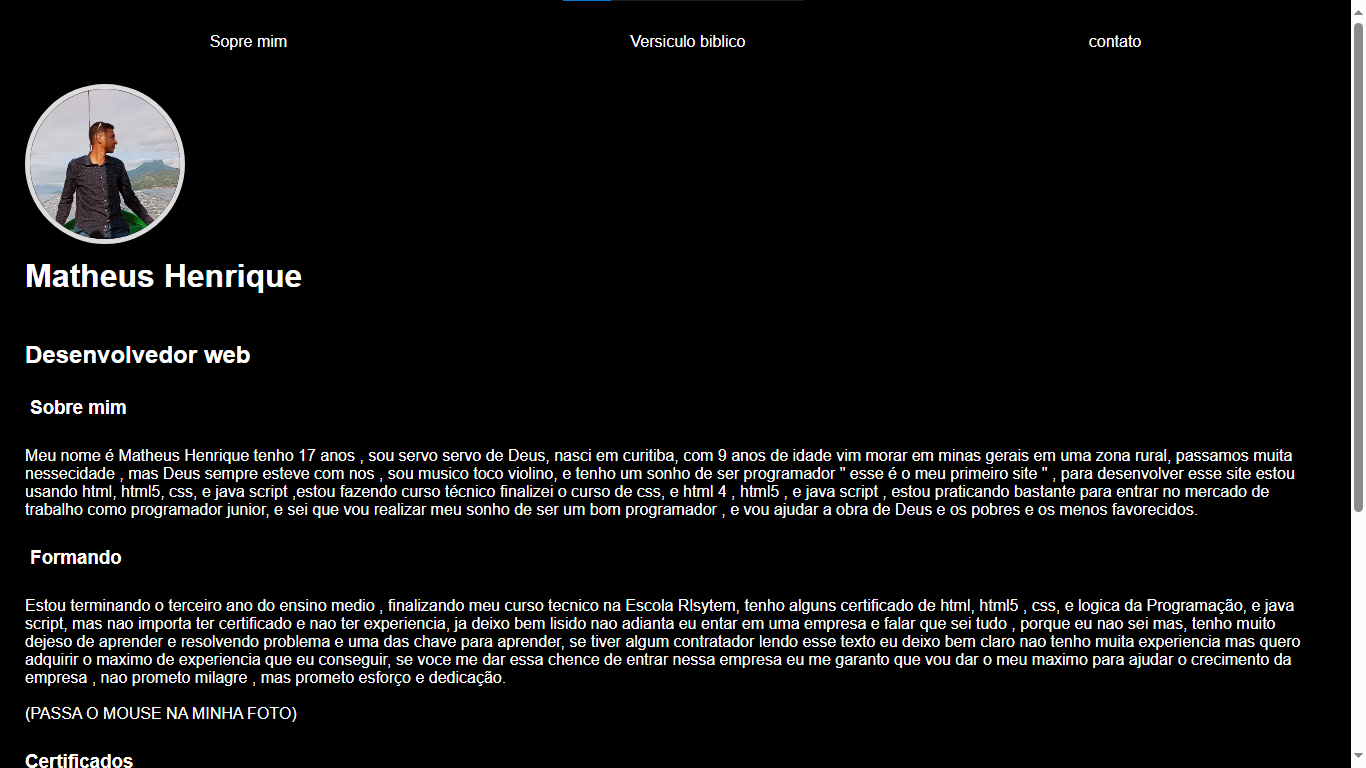 Sopre mim
Versiculo biblico
contato
Matheus Henrique
Desenvolvedor web
Sobre mim
Meu nome é Matheus Henrique tenho 17 anos , sou servo servo de Deus, nasci em curitiba, com 9 anos de idade vim morar em minas gerais em uma zona rural, passamos muita
nessecidade , mas Deus sempre esteve com nos , sou musico toco violino, e tenho um sonho de ser programador " esse é o meu primeiro site " , para desenvolver esse site estou
usando html, html5, css, e java script ,estou fazendo curso técnico finalizei o curso de css, e html 4 , html5 , e java script , estou praticando bastante para entrar no mercado de
trabalho como programador junior, e sei que vou realizar meu sonho de ser um bom programador , e vou ajudar a obra de Deus e os pobres e os menos favorecidos.
Formando
Estou terminando o terceiro ano do ensino medio , finalizando meu curso tecnico na Escola Rlsytem, tenho alguns certificado de html, html5 , css, e logica da Programação, e java
script, mas nao importa ter certificado e nao ter experiencia, ja deixo bem lisido nao adianta eu entar em uma empresa e falar que sei tudo , porque eu nao sei mas, tenho muito
dejeso de aprender e resolvendo problema e uma das chave para aprender, se tiver algum contratador lendo esse texto eu deixo bem claro nao tenho muita experiencia mas quero
adquirir o maximo de experiencia que eu conseguir, se voce me dar essa chence de entrar nessa empresa eu me garanto que vou dar o meu maximo para ajudar o crecimento da
empresa , nao prometo milagre , mas prometo esforço e dedicação.
(PASSA O MOUSE NA MINHA FOTO)
Certificados